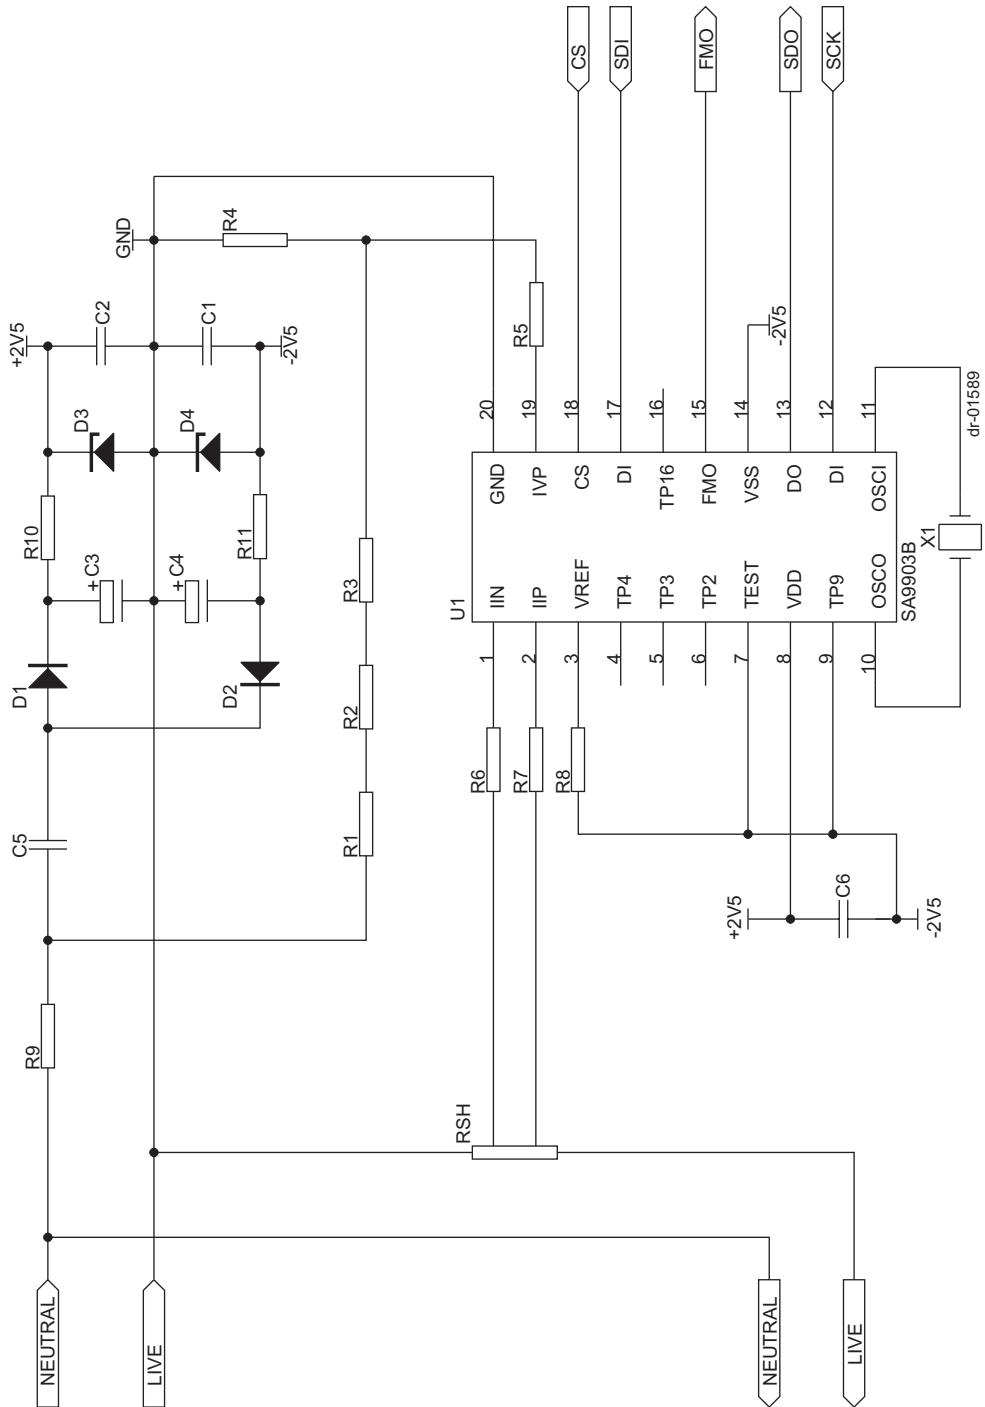 NEUTRAL
LIVE
R9
C5
D1
D2
+
C3
+
C4
R10
R11
D3
D4
+2V5
C2
C1
-2V5
GND
R4
R1
R2
R3
R5
RSH
NEUTRAL
LIVE
R6
R7
R8
+2V5
C6
-2V5
U1
1 IIN GND 20
2 IIP IVP 19
3 VREF CS 18
4 TP4 DI 17
5 TP3 TP16 16
6 TP2 FMO 15
7 TEST VSS 14
8 VDD DO 13
9 TP9 DI 12
10 OSCO OSCI 11
SA9903B
X1
-2V5
CS
SDI
FMO
SDO
SCK
dr-01589